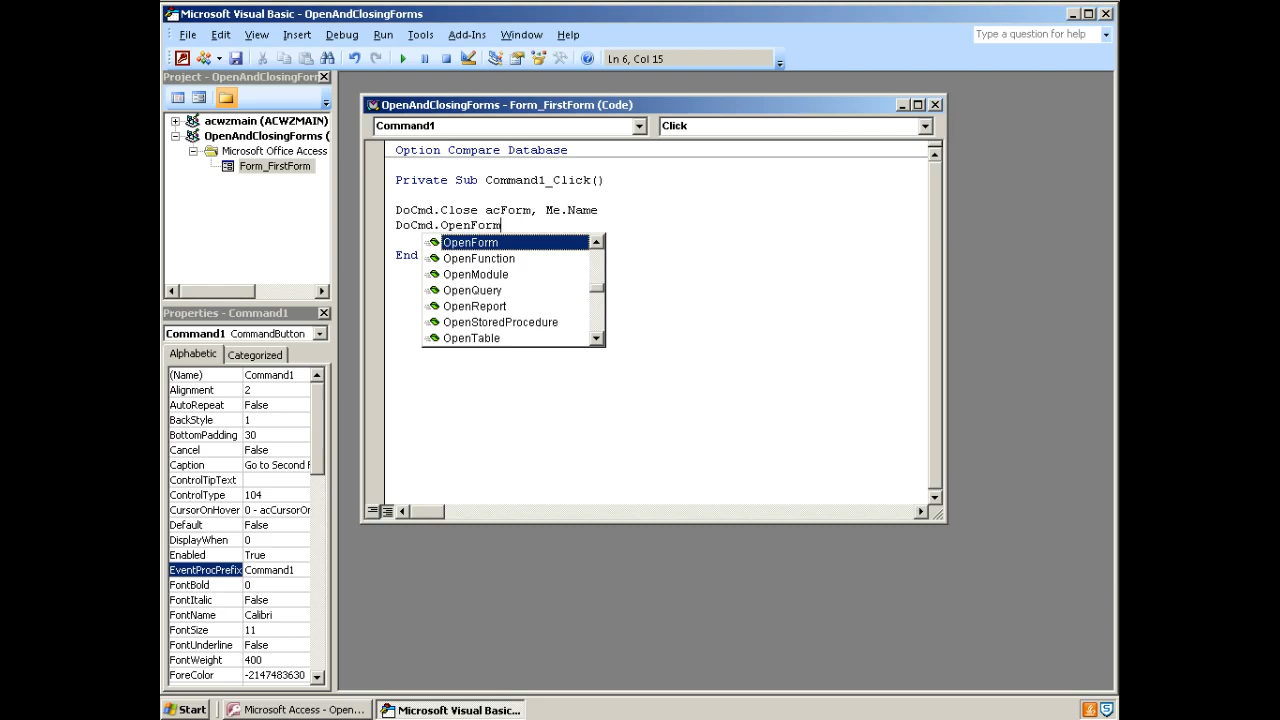 Microsoft Visual Basic - OpenAndClosingForms
File Edit View Insert Debug Run Tools Add-Ins Window Help
Type a question for help
Ln 6, Col 15
Project - OpenAndClosingForm
acwzmain (ACWZMAIN)
OpenAndClosingForms (
Microsoft Office Access
Form_FirstForm
Properties - Command1
Command1 CommandButton
Alphabetic Categorized
(Name) Command1
Alignment 2
AutoRepeat False
BackStyle 1
BottomPadding 30
Cancel False
Caption Go to Second F
ControlTipText
ControlType 104
CursorOnHover 0 - acCursorOn
Default False
DisplayWhen 0
Enabled True
EventProcPrefix Command1
FontBold 0
FontItalic False
FontName Calibri
FontSize 11
FontUnderline False
FontWeight 400
ForeColor -2147483630
OpenAndClosingForms - Form_FirstForm (Code)
Command1 Click
Option Compare Database
Private Sub Command1_Click()
DoCmd.Close acForm, Me.Name
DoCmd.OpenForm
End
OpenForm
OpenFunction
OpenModule
OpenQuery
OpenReport
OpenStoredProcedure
OpenTable
Start Microsoft Access - Open... Microsoft Visual Basic...